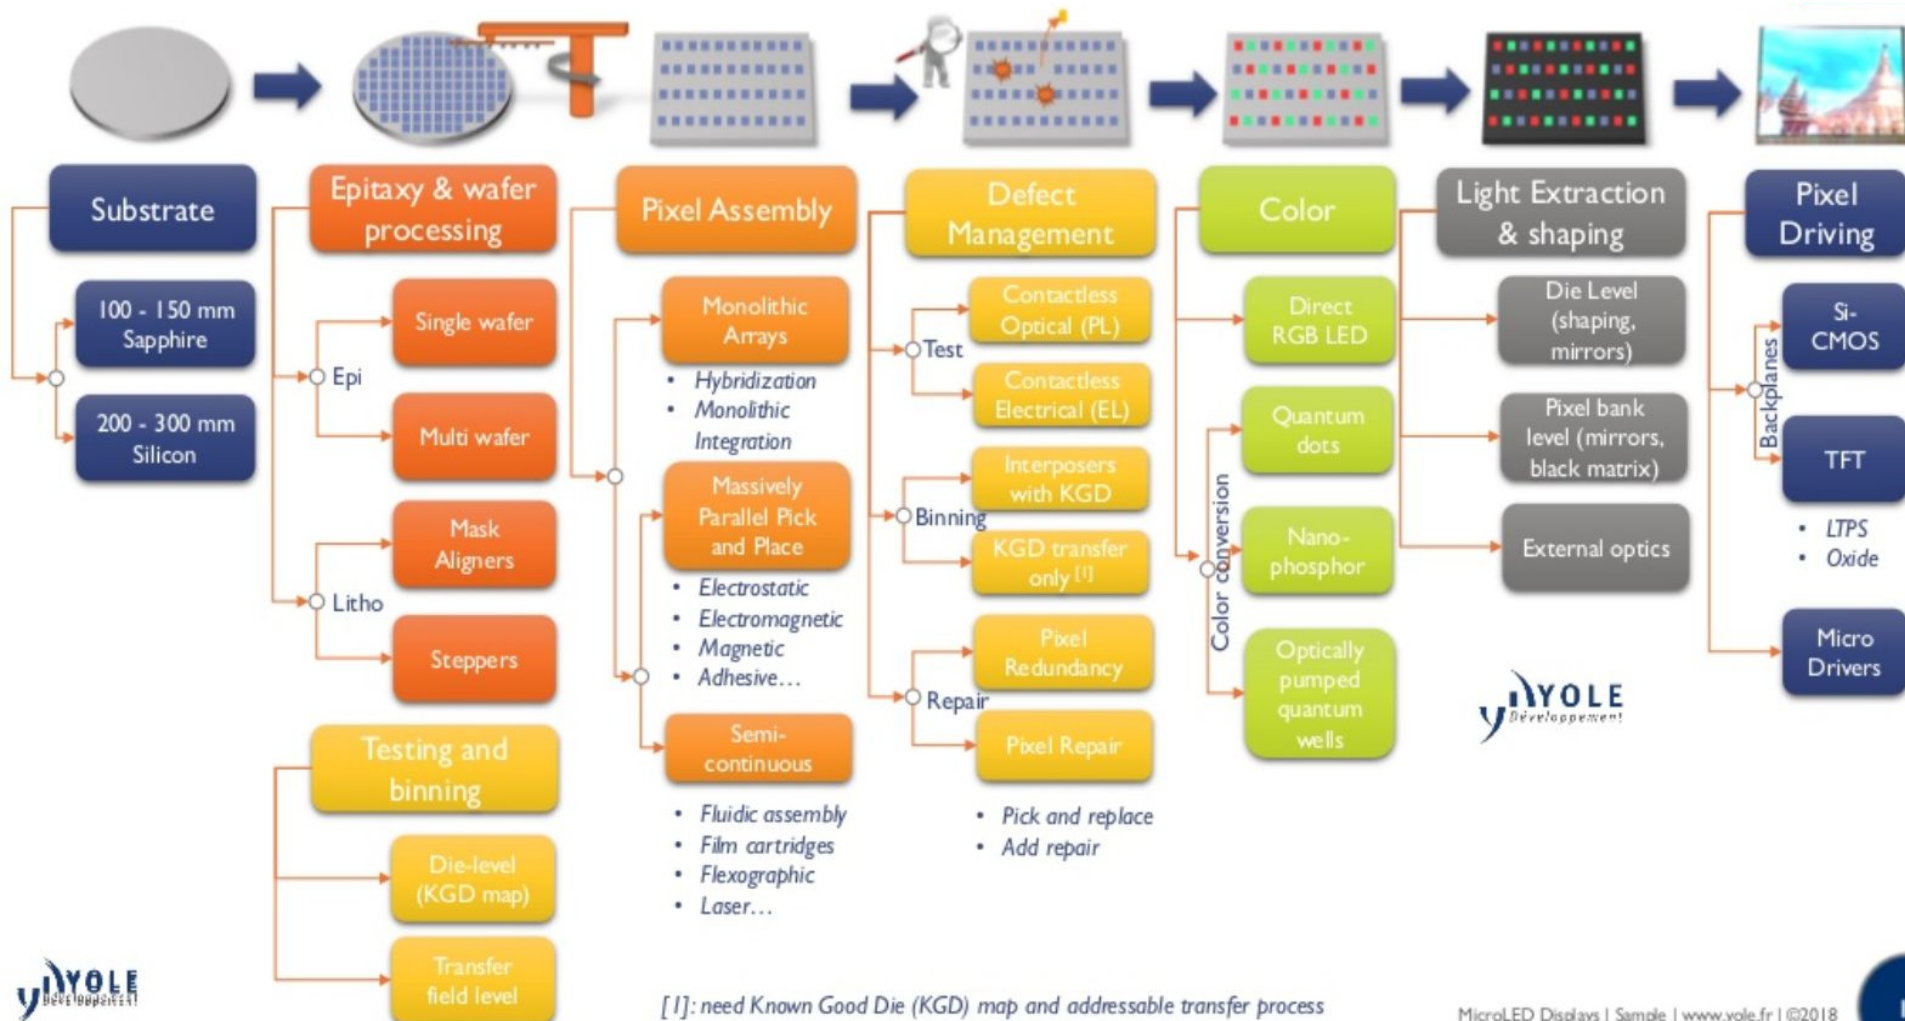 Substrate
100 - 150 mm
Sapphire
200 - 300 mm
Silicon
Epitaxy & wafer
processing
Epi
Single wafer
Multi wafer
Litho
Mask
Aligners
Steppers
Testing and
binning
Die-level
(KGD map)
Transfer
field level
Pixel Assembly
Monolithic
Arrays
• Hybridization
• Monolithic
Integration
Massively
Parallel Pick
and Place
• Electrostatic
• Electromagnetic
• Magnetic
• Adhesive...
Semi-
continuous
• Fluidic assembly
• Film cartridges
• Flexographic
• Laser...
Defect
Management
Test
Contactless
Optical (PL)
Contactless
Electrical (EL)
Binning
Interposers
with KGD
KGD transfer
only [1]
Repair
Pixel
Redundancy
Pixel Repair
• Pick and replace
• Add repair
Color
Direct
RGB LED
Color conversion
Quantum
dots
Nano-
phosphor
Optically
pumped
quantum
wells
Light Extraction
& shaping
Die Level
(shaping,
mirrors)
Pixel bank
level (mirrors,
black matrix)
External optics
YOLE
Développement
Pixel
Driving
Backplanes
Si-
CMOS
TFT
• LTPS
• Oxide
Micro
Drivers
YOLE
Développement
[1]: need Known Good Die (KGD) map and addressable transfer process
MicroLED Displays | Sample | www.yole.fr | ©2018